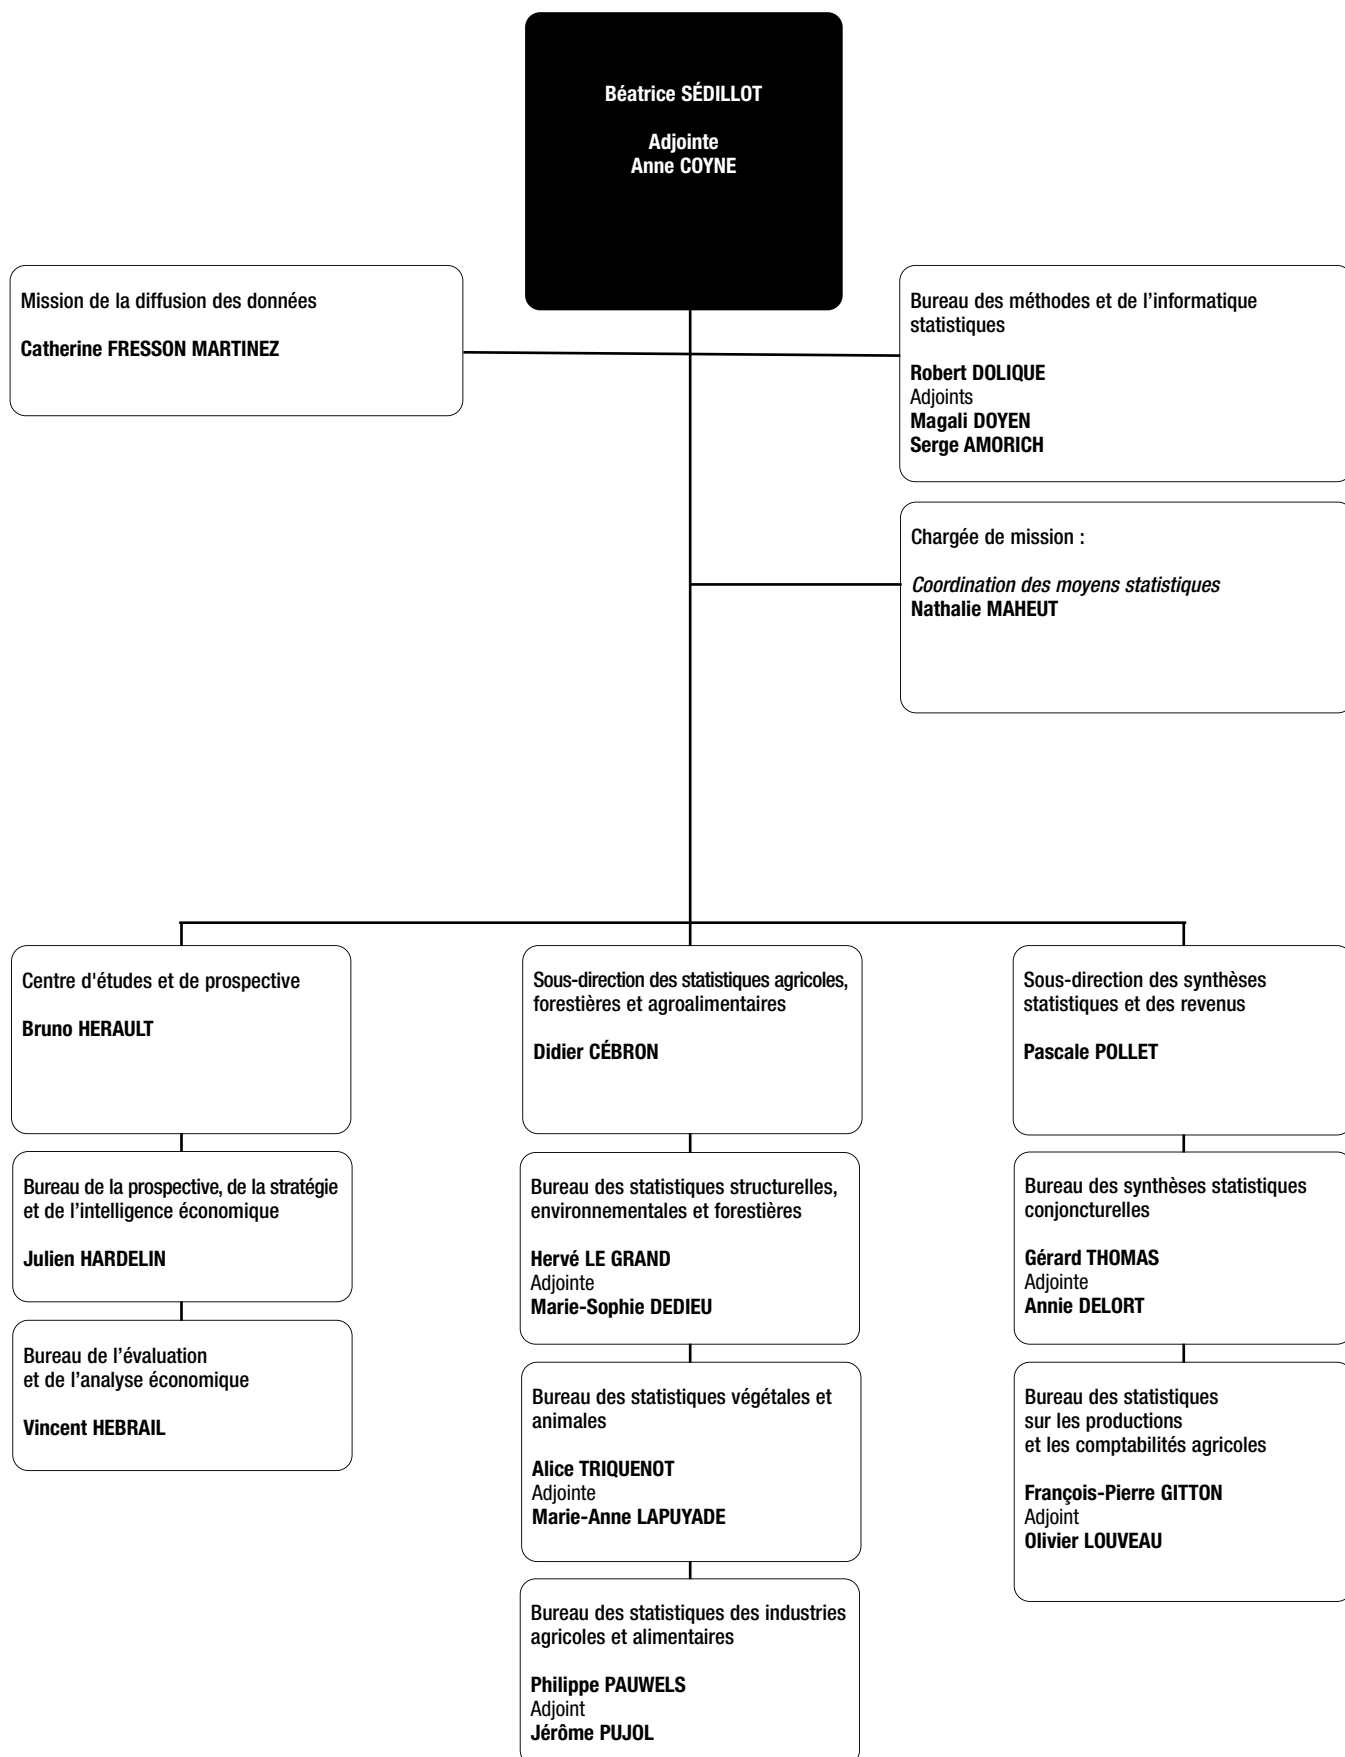 Béatrice SÉDILLOT
Adjointe
Anne COYNE
Mission de la diffusion des données
Catherine FRESSON MARTINEZ
Bureau des méthodes et de l’informatique
statistiques
Robert DOLIQUE
Adjoints
Magali DOYEN
Serge AMORICH
Chargée de mission :
Coordination des moyens statistiques
Nathalie MAHEUT
Centre d'études et de prospective
Bruno HERAULT
Bureau de la prospective, de la stratégie
et de l’intelligence économique
Julien HARDELIN
Bureau de l’évaluation
et de l’analyse économique
Vincent HEBRAIL
Sous-direction des statistiques agricoles,
forestières et agroalimentaires
Didier CÉBRON
Bureau des statistiques structurelles,
environnementales et forestières
Hervé LE GRAND
Adjointe
Marie-Sophie DEDIEU
Bureau des statistiques végétales et
animales
Alice TRIQUENOT
Adjointe
Marie-Anne LAPUYADE
Bureau des statistiques des industries
agricoles et alimentaires
Philippe PAUWELS
Adjoint
Jérôme PUJOL
Sous-direction des synthèses
statistiques et des revenus
Pascale POLLET
Bureau des synthèses statistiques
conjoncturelles
Gérard THOMAS
Adjointe
Annie DELORT
Bureau des statistiques
sur les productions
et les comptabilités agricoles
François-Pierre GITTON
Adjoint
Olivier LOUVEAU